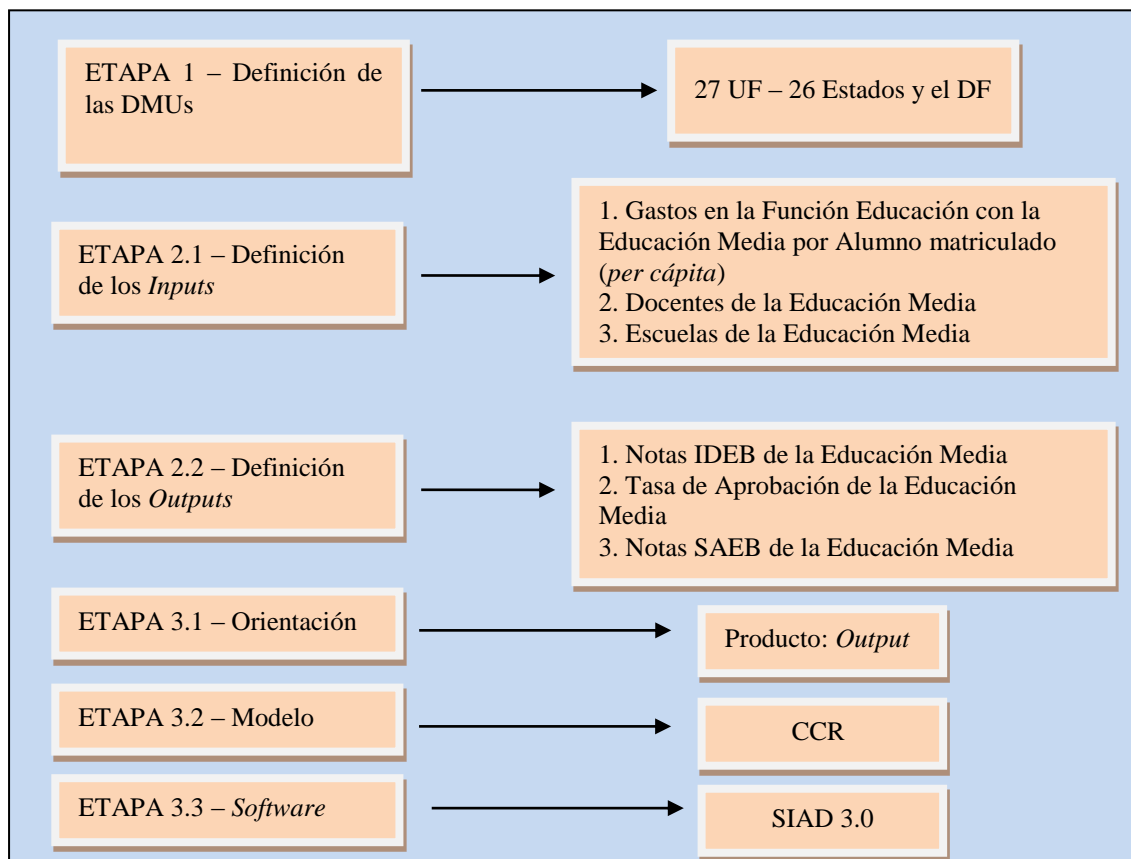 ETAPA 1 – Definición de
las DMUs
27 UF – 26 Estados y el DF
ETAPA 2.1 – Definición
de los Inputs
1. Gastos en la Función Educación con la
Educación Media por Alumno matriculado
(per cápita)
2. Docentes de la Educación Media
3. Escuelas de la Educación Media
ETAPA 2.2 – Definición
de los Outputs
1. Notas IDEB de la Educación Media
2. Tasa de Aprobación de la Educación
Media
3. Notas SAEB de la Educación Media
ETAPA 3.1 – Orientación
Producto: Output
ETAPA 3.2 – Modelo
CCR
ETAPA 3.3 – Software
SIAD 3.0